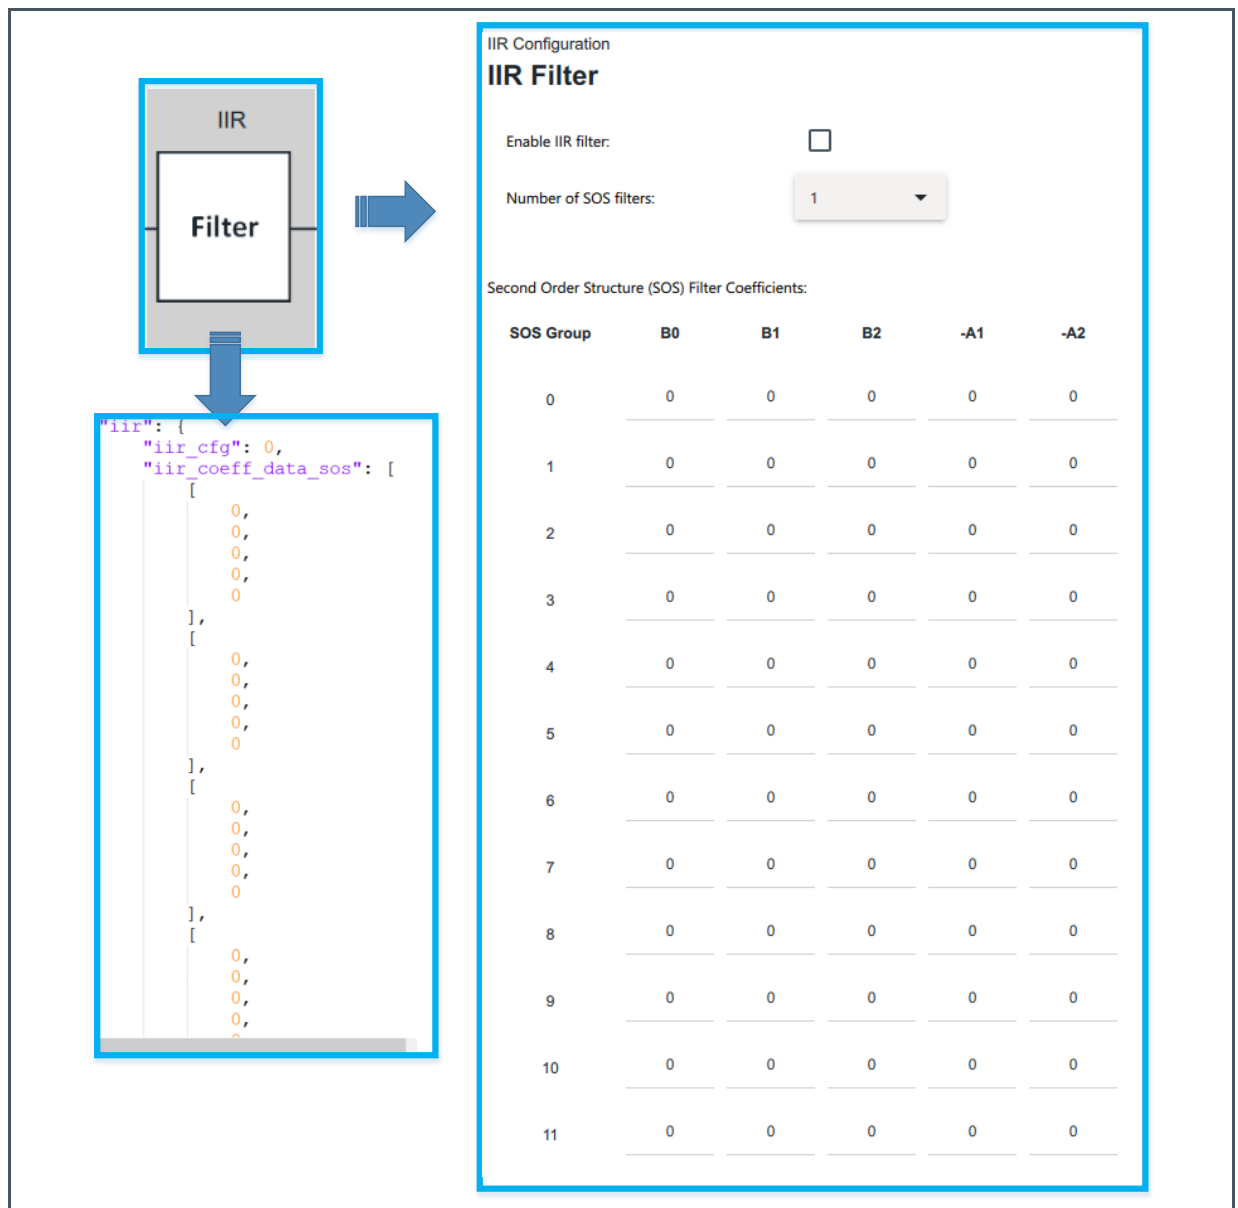 IIR
Filter
"iir": {
"iir_cfg": 0,
"iir_coeff_data_sos": [
[
0,
0,
0,
0,
0
],
[
0,
0,
0,
0,
0
],
[
0,
0,
0,
0,
0
],
[
0,
0,
0,
0,
IIR Configuration
IIR Filter
Enable IIR filter:
Number of SOS filters: 1
Second Order Structure (SOS) Filter Coefficients:
SOS Group B0 B1 B2 -A1 -A2
0 0 0 0 0 0
1 0 0 0 0 0
2 0 0 0 0 0
3 0 0 0 0 0
4 0 0 0 0 0
5 0 0 0 0 0
6 0 0 0 0 0
7 0 0 0 0 0
8 0 0 0 0 0
9 0 0 0 0 0
10 0 0 0 0 0
11 0 0 0 0 0